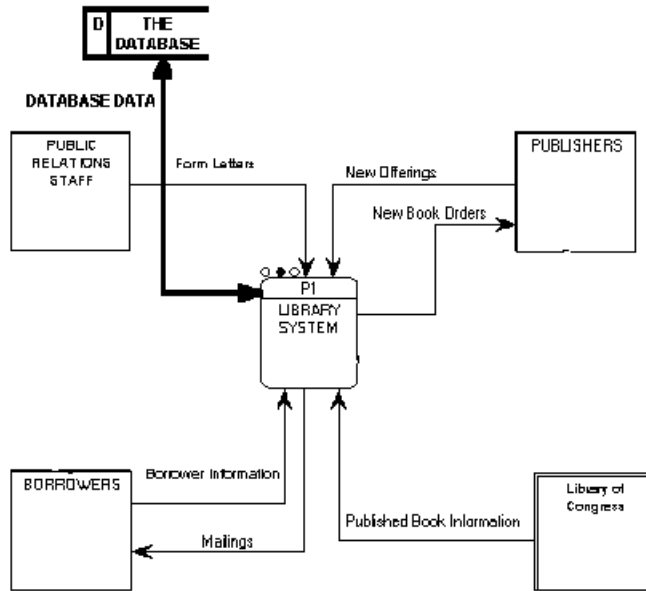 D THE
DATABASE
DATABASE DATA
PUBLIC
RELATIONS
STAFF
Form Letters
PUBLISHERS
New Offerings
New Book Orders
P1
LIBRARY
SYSTEM
BORROWERS
Borrower Information
Mailings
Library of
Congress
Published Book Information